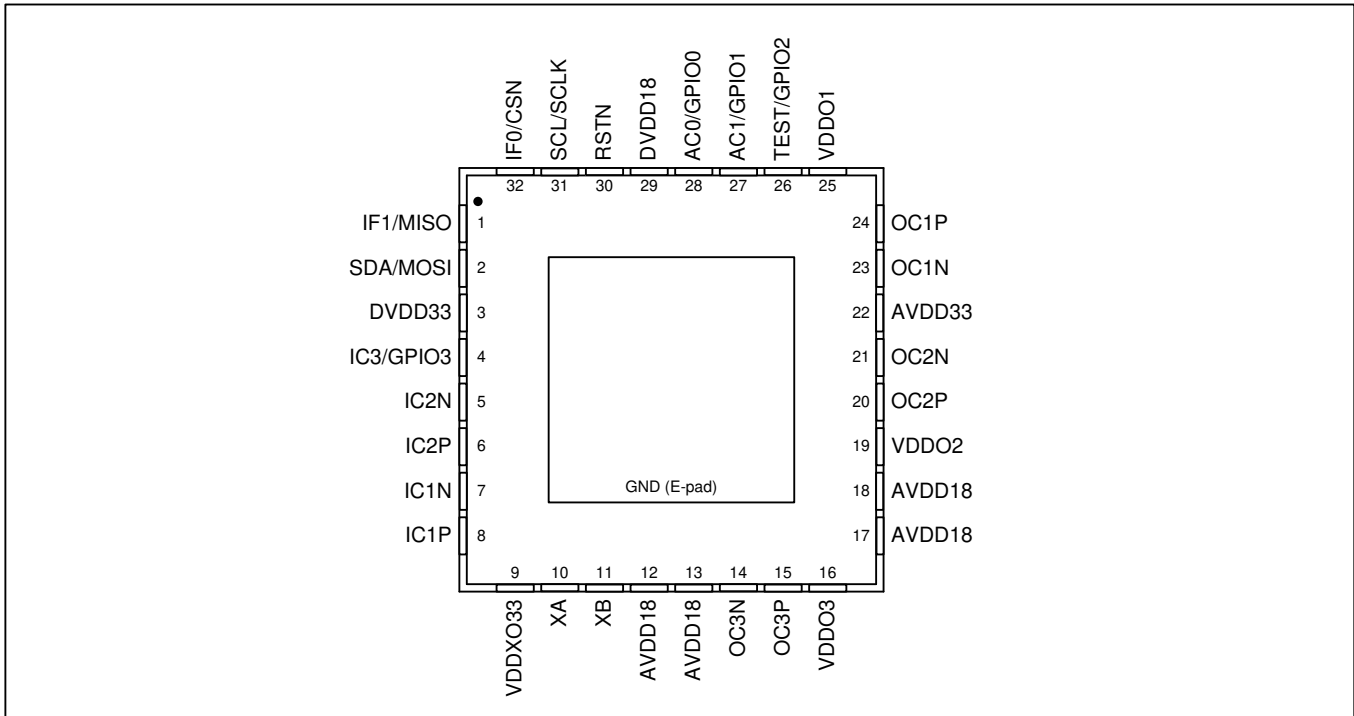 IF0/CSN
SCL/SCLK
RSTN
DVDD18
AC0/GPIO0
AC1/GPIO1
TEST/GPIO2
VDDO1
32 31 30 29 28 27 26 25
IF1/MISO 1
SDA/MOSI 2
DVDD33 3
IC3/GPIO3 4
IC2N 5
IC2P 6
IC1N 7
IC1P 8
24 OC1P
23 OC1N
22 AVDD33
21 OC2N
20 OC2P
19 VDDO2
18 AVDD18
17 AVDD18
GND (E-pad)
9 10 11 12 13 14 15 16
VDDXO33
XA
XB
AVDD18
AVDD18
OC3N
OC3P
VDDO3